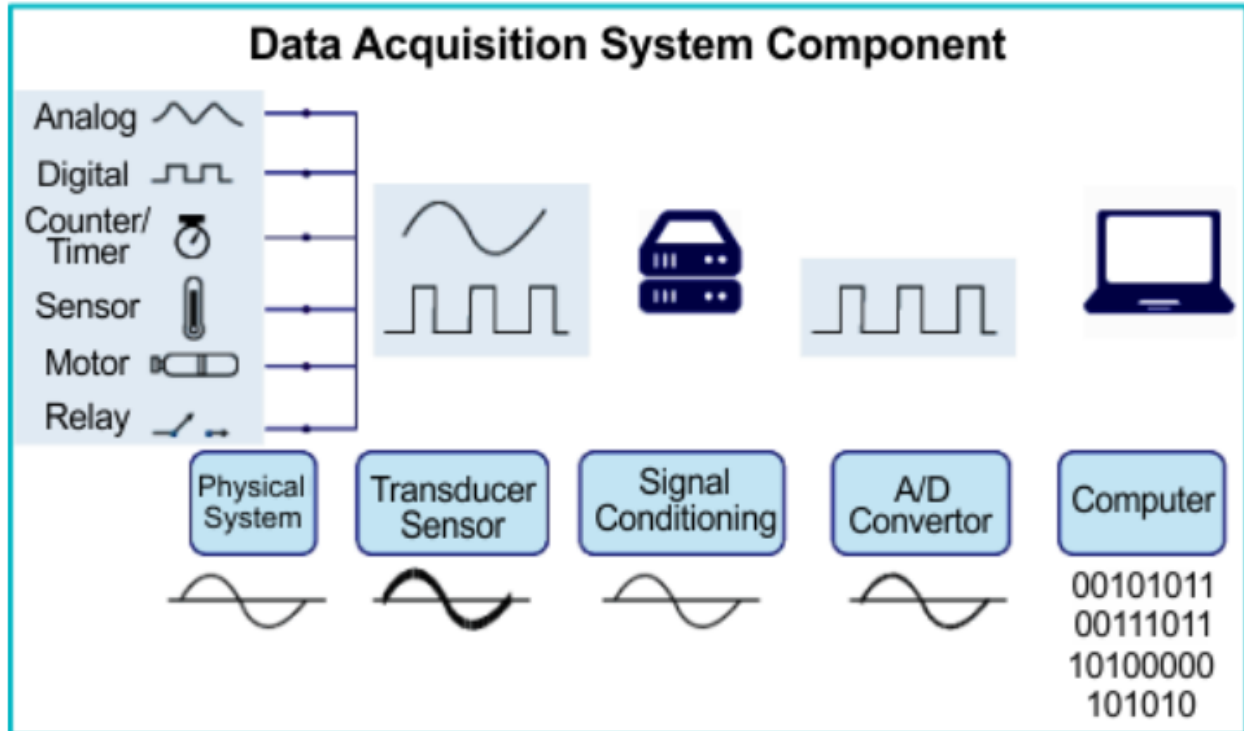 Data Acquisition System Component
Analog
Digital
Counter/
Timer
Sensor
Motor
Relay
Physical
System
Transducer
Sensor
Signal
Conditioning
A/D
Convertor
Computer
00101011
00111011
10100000
101010